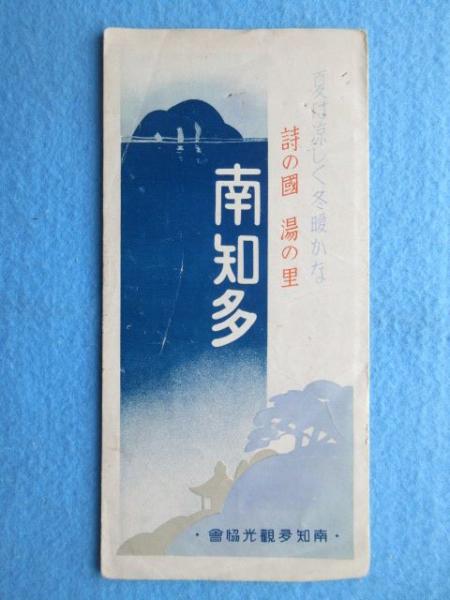 夏は涼しく冬暖かな
詩の國 湯の里
南知多
・會協光觀多知南・